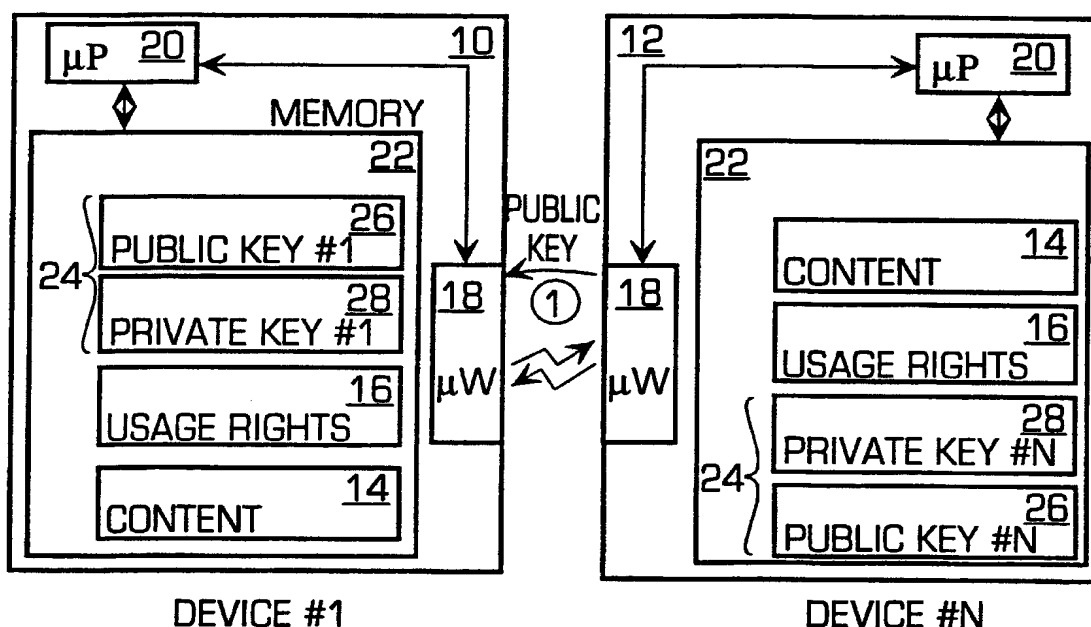 µP 20
10
MEMORY
22
24
26
PUBLIC KEY #1
28
PRIVATE KEY #1
16
USAGE RIGHTS
14
CONTENT
18
µW
DEVICE #1
PUBLIC
KEY
1
12
µP 20
22
14
CONTENT
16
USAGE RIGHTS
24
28
PRIVATE KEY #N
26
PUBLIC KEY #N
18
µW
DEVICE #N